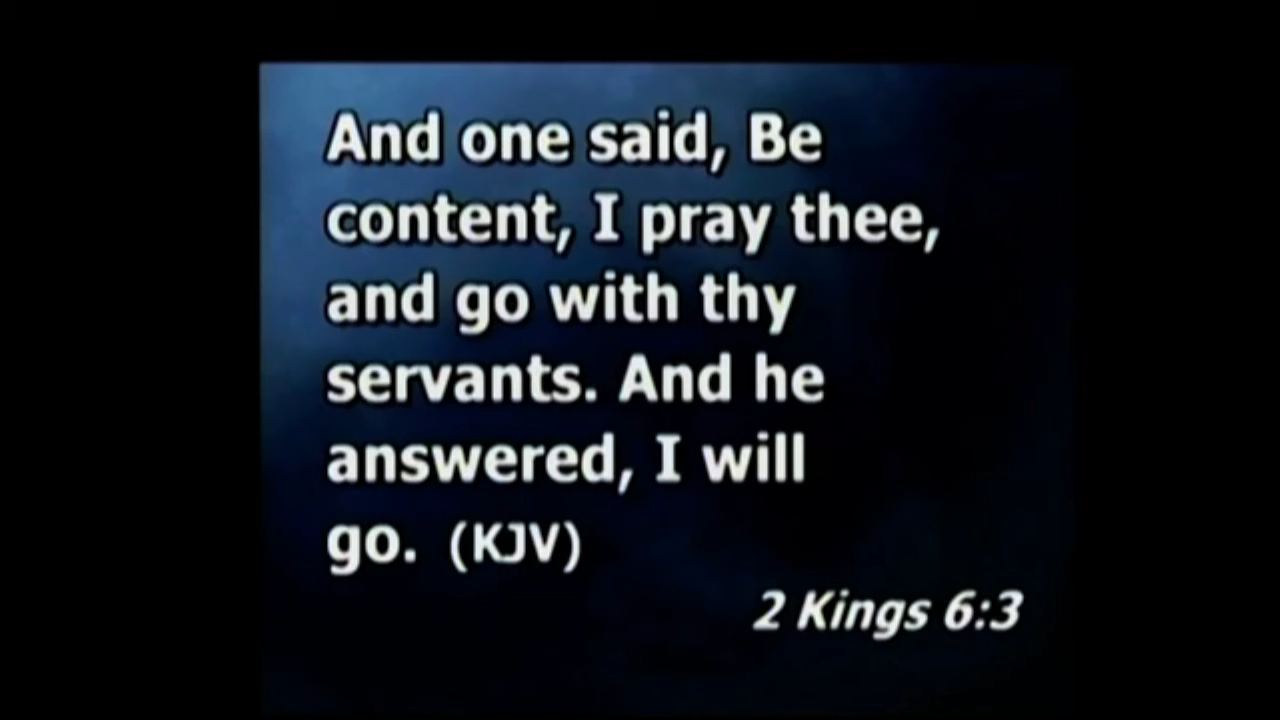 And one said, Be
content, I pray thee,
and go with thy
servants. And he
answered, I will
go. (KJV)
2 Kings 6:3